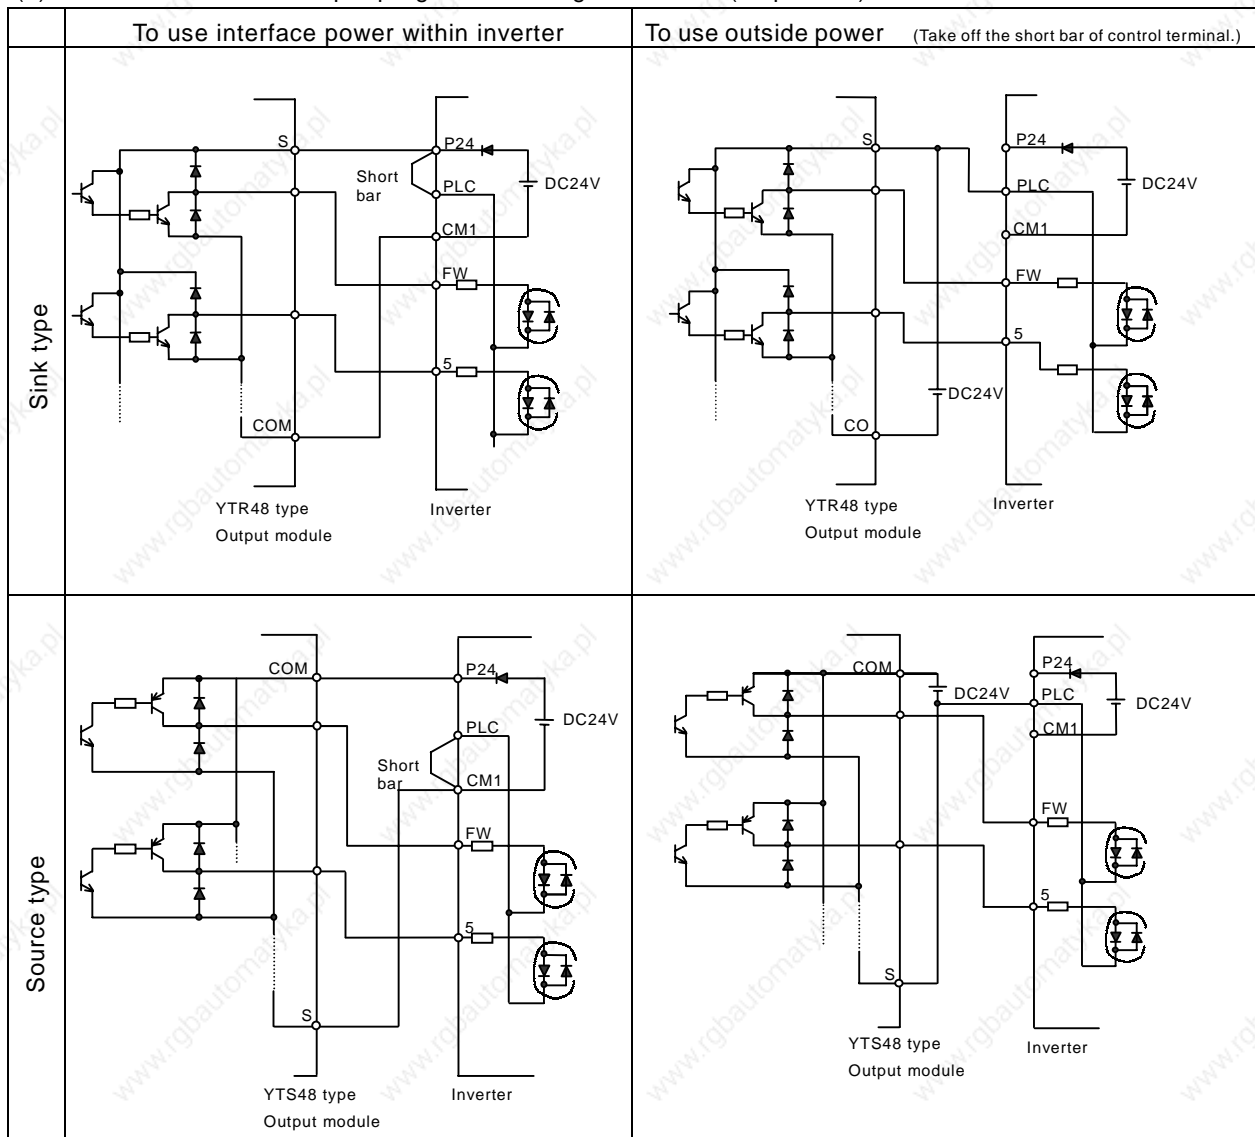 To use interface power within inverter
To use outside power (Take off the short bar of control terminal.)
Sink type
S
P24
Short
bar
DC24V
PLC
CM1
FW
5
COM
YTR48 type
Output module
Inverter
S
P24
PLC
DC24V
CM1
FW
5
DC24V
CO
YTR48 type
Output module
Inverter
Source type
COM
P24
DC24V
PLC
Short
bar
CM1
FW
5
S
YTS48 type
Output module
Inverter
COM
P24
DC24V
PLC
DC24V
CM1
FW
5
S
YTS48 type
Output module
Inverter
www.rgbautomatyka.pl